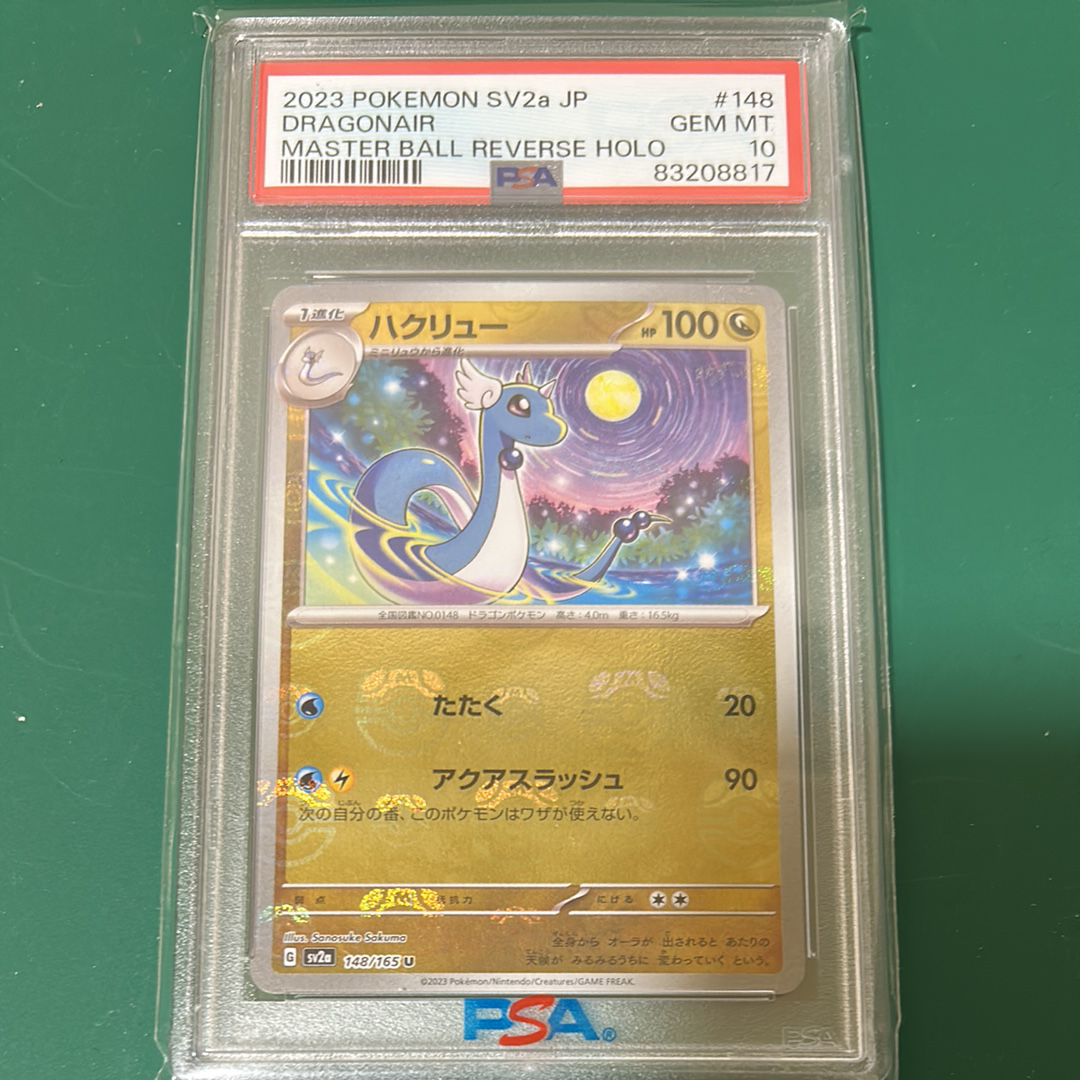 2023 POKEMON SV2a JP #148
DRAGONAIR GEM MT
MASTER BALL REVERSE HOLO 10
PSA 83208817
1進化 ハクリュー HP 100
ミニリュウから進化
全国図鑑NO.0148 ドラゴンポケモン 高さ:4.0m 重さ:16.5kg
たたく 20
アクアスラッシュ 90
次の自分の番、このポケモンはワザが使えない。
弱点 抵抗力 にげる
Illus. Sanosuke Sakuma
全身から オーラが 出されると あたりの
G sv2a 148/165 U 天候が みるみるうちに 変わっていく という。
©2023 Pokémon/Nintendo/Creatures/GAME FREAK.
PSA®
PSA